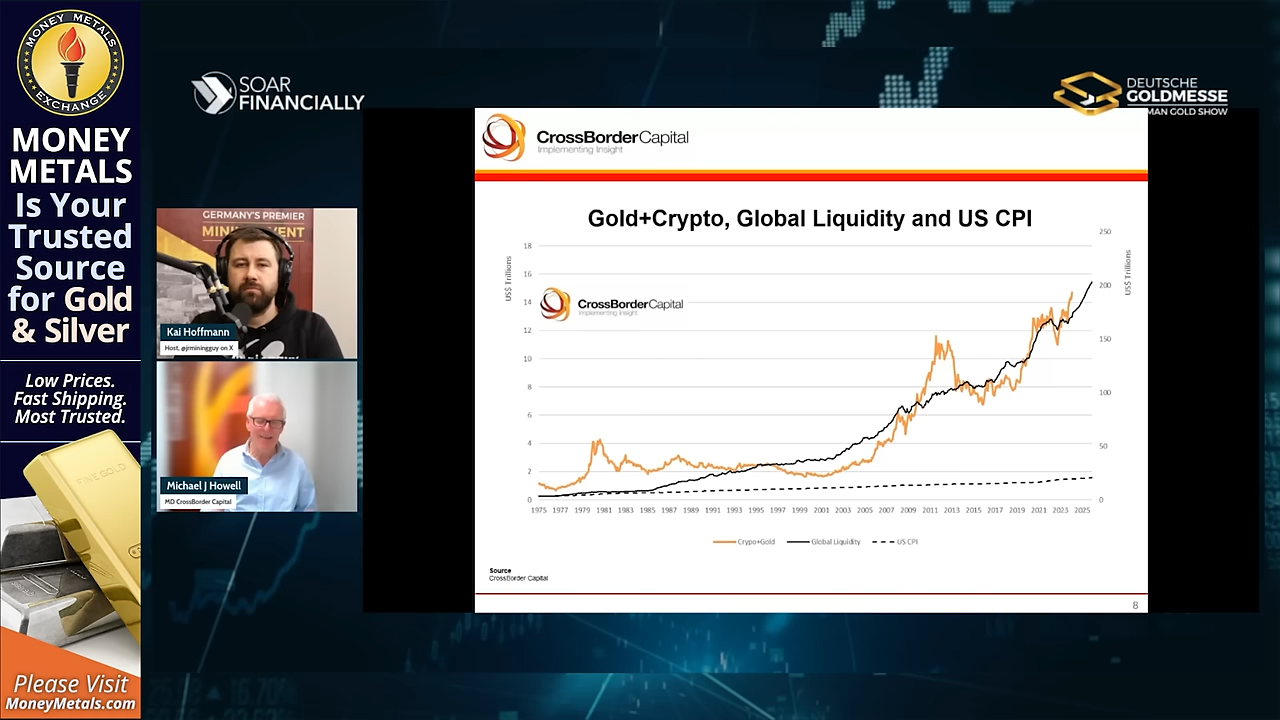 MONEY METALS
EXCHANGE
MONEY
METALS
Is Your
Trusted
Source
for Gold
& Silver
Low Prices.
Fast Shipping.
Most Trusted.
FINE GOLD
Please Visit
MoneyMetals.com
SOAR
FINANCIALLY
DEUTSCHE
GOLDMESSE
MAN GOLD SHOW
GERMANY'S PREMIER
Kai Hoffmann
Host, @jrminingguy on X
Michael J Howell
MD CrossBorder Capital
CrossBorderCapital
Implementing Insight
Gold+Crypto, Global Liquidity and US CPI
US$ Trillions
18
16
14
12
10
8
6
4
2
0
CrossBorderCapital
Implementing Insight
250
200
150
100
50
0
US$ Trillions
1975 1977 1979 1981 1983 1985 1987 1989 1991 1993 1995 1997 1999 2001 2003 2005 2007 2009 2011 2013 2015 2017 2019 2021 2023 2025
Crypo+Gold Global Liquidity US CPI
Source
CrossBorder Capital
8